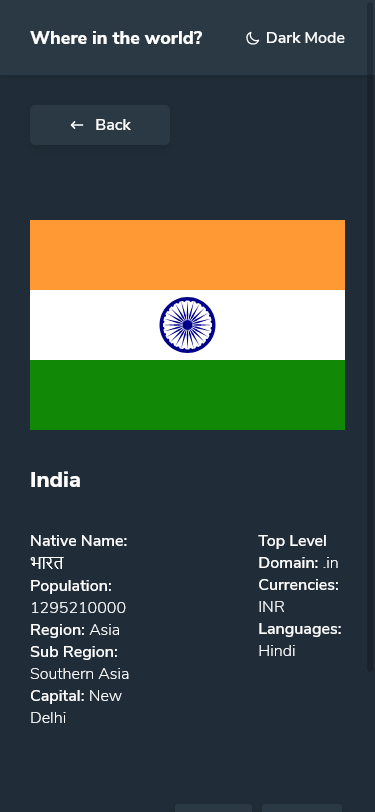 Where in the world?
Dark Mode
← Back
India
Native Name:
भारत
Population:
1295210000
Region: Asia
Sub Region:
Southern Asia
Capital: New
Delhi
Top Level
Domain: .in
Currencies:
INR
Languages:
Hindi